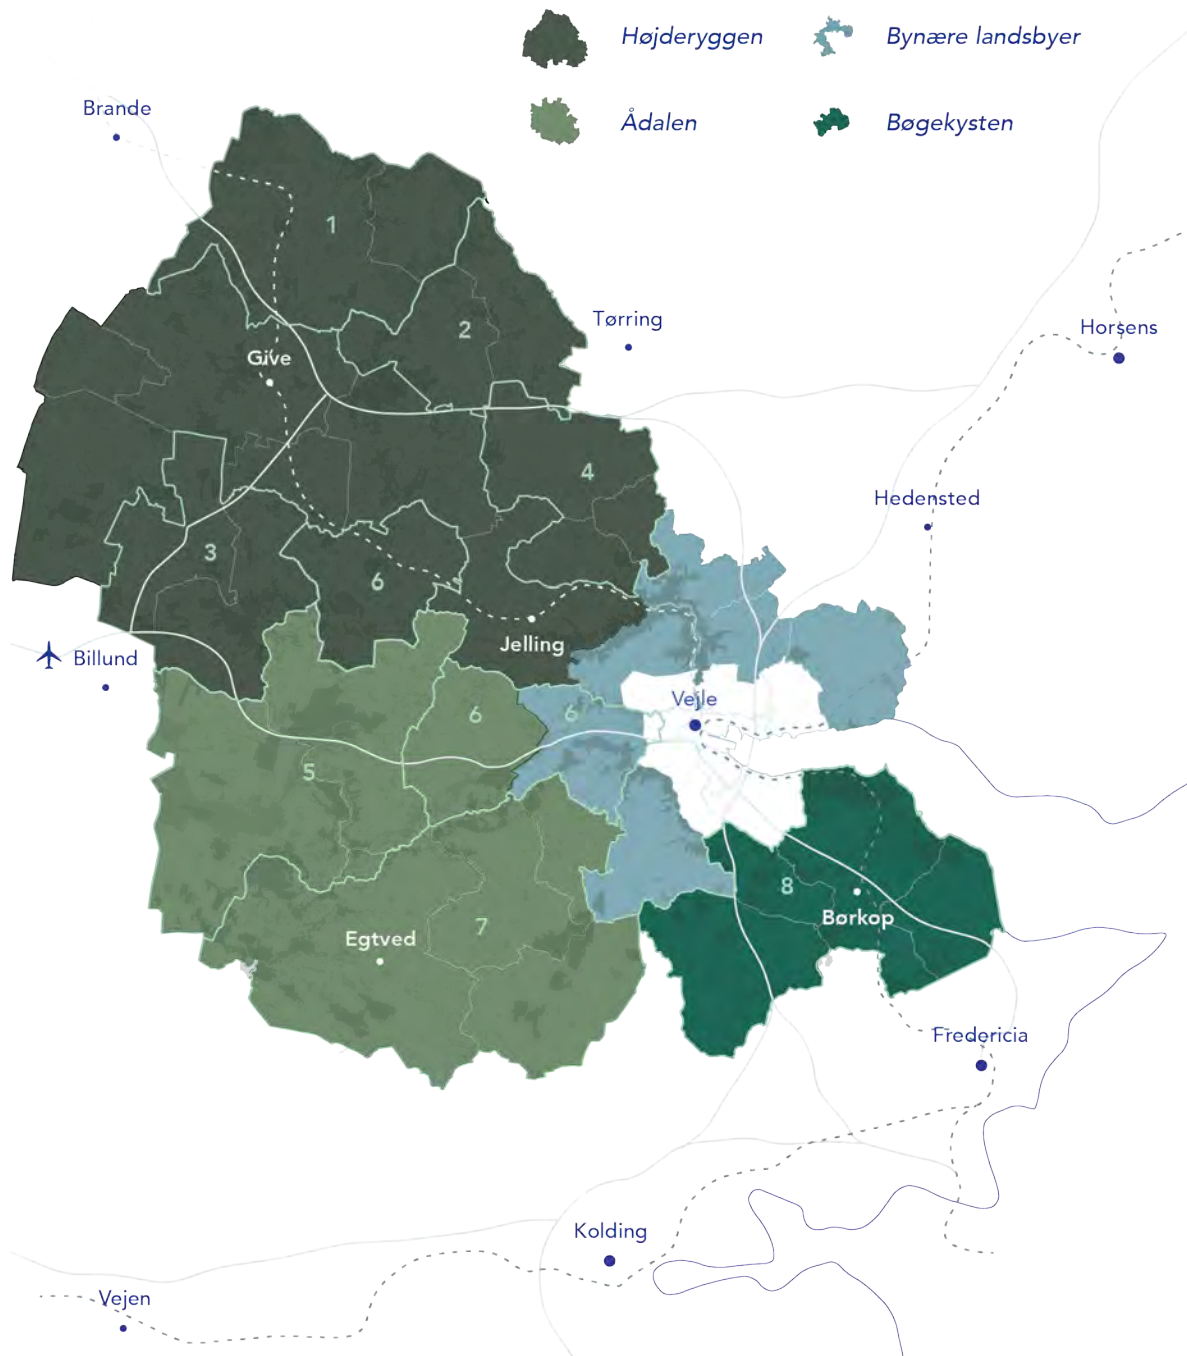 Højderyggen
Bynære landsbyer
Ådalen
Bøgekysten
Brande
1
2
Tørring
Horsens
Give
4
Hedensted
3
6
Jelling
Billund
Vejle
6
6
5
8
Børkop
7
Egtved
Fredericia
Kolding
Vejen